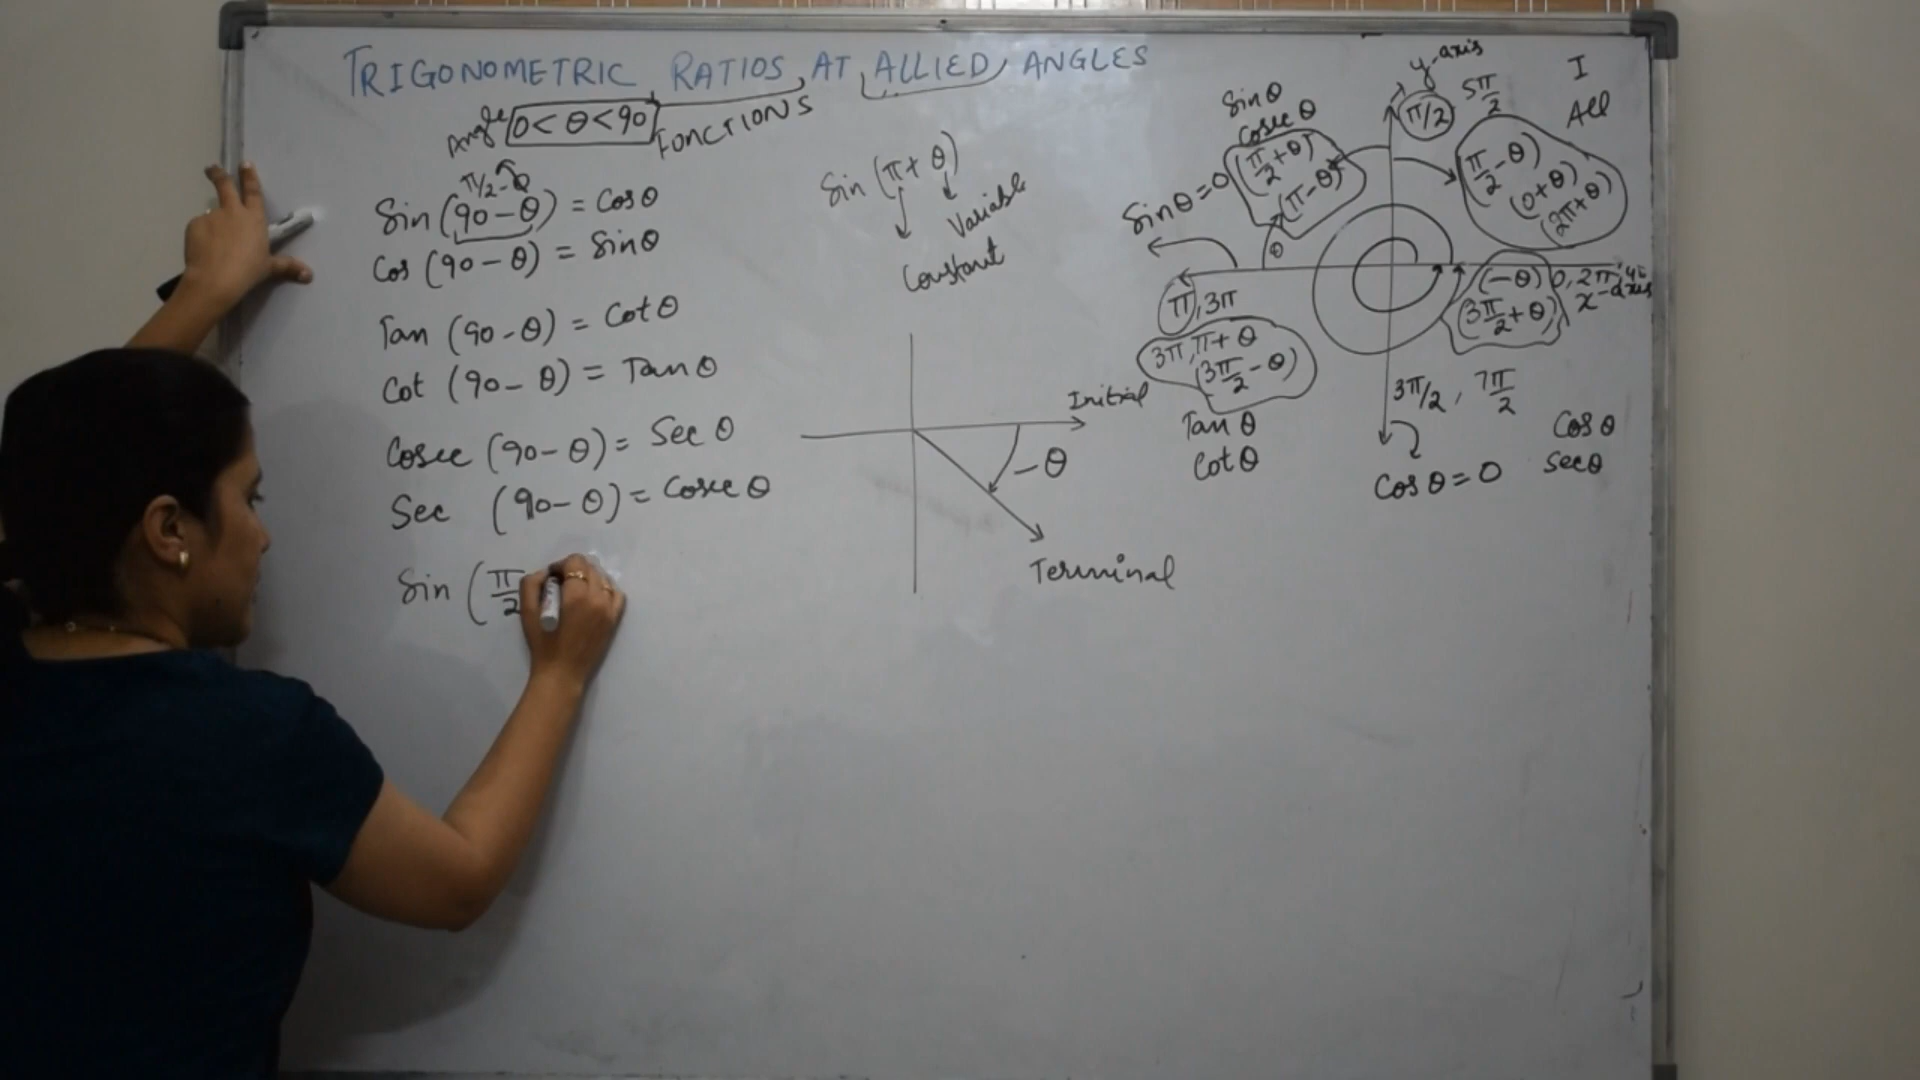 TRIGONOMETRIC RATIOS, AT ALLIED ANGLES
Angle 0 < θ < 90 FUNCTIONS
π/2 - θ
Sin (90 - θ) = Cos θ
Cos (90 - θ) = Sin θ
Tan (90 - θ) = Cot θ
Cot (90 - θ) = Tan θ
Cosec (90 - θ) = Sec θ
Sec (90 - θ) = Cosec θ
Sin (π/2
Sin (π + θ)
Variable
Constant
Initial
-θ
Terminal
y-axis
π/2 5π/2
I
All
(π/2 - θ)
(0 + θ)
(2π + θ)
Sin θ
Cosec θ
(π/2 + θ)
(π - θ)
Sin θ = 0
θ
π, 3π
3π, π + θ
(3π/2 - θ)
Tan θ
Cot θ
(-θ) 0, 2π, 4π
x-axis
(3π/2 + θ)
3π/2, 7π/2
Cos θ = 0
Cos θ
Sec θ